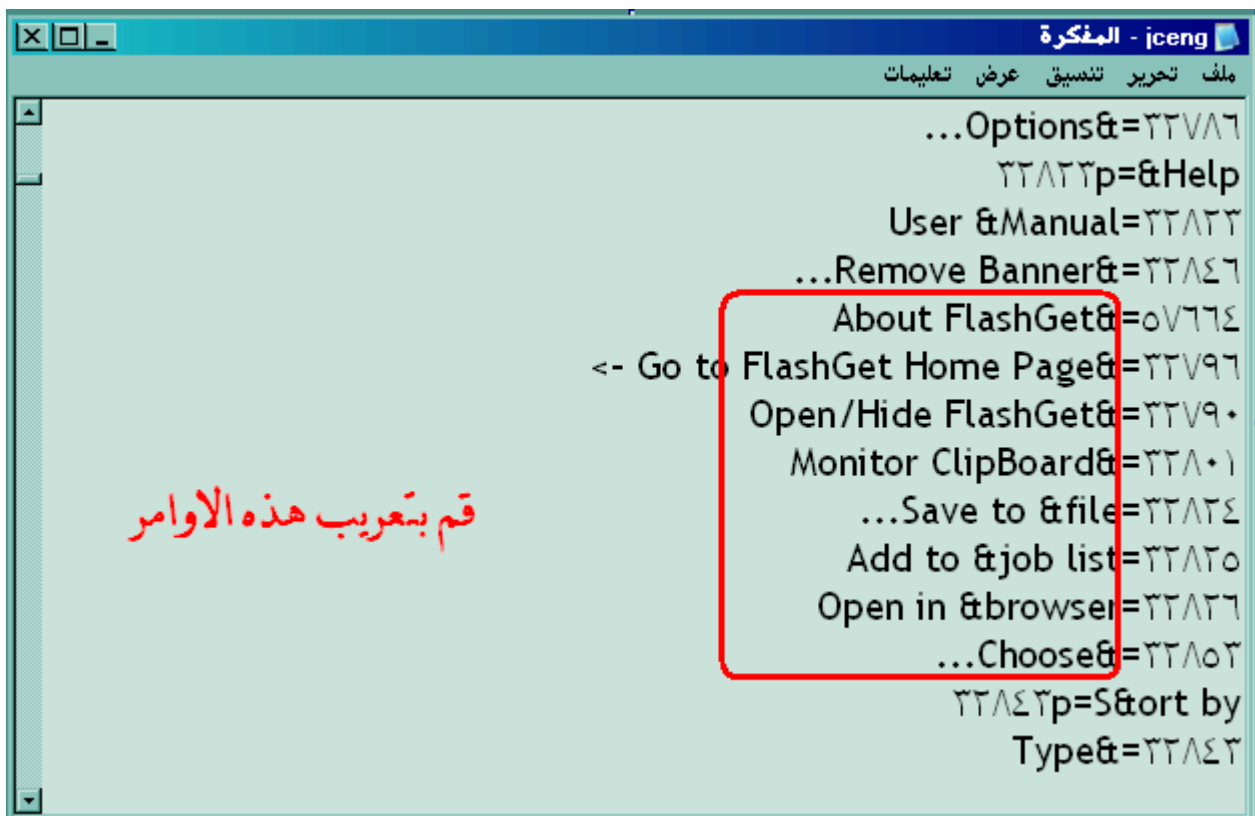 jceng - المفكرة
ملف تحرير تنسيق عرض تعليمات
٣٢٧٨٦=&Options...
٣٢٨٢٣p=&Help
٣٢٨٢٣=User &Manual
٣٢٨٤٦=&Remove Banner...
٥٧٦٦٤=&About FlashGet
٣٢٧٩٦=&Go to FlashGet Home Page ->
٣٢٧٩٠=&Open/Hide FlashGet
٣٢٨٠١=&Monitor ClipBoard
٣٢٨٢٤=Save to &file...
٣٢٨٢٥=Add to &job list
٣٢٨٢٦=Open in &browser
٣٢٨٥٣=&Choose...
٣٢٨٤٣p=S&ort by
٣٢٨٤٣=&Type
قم بتعريب هذه الاوامر